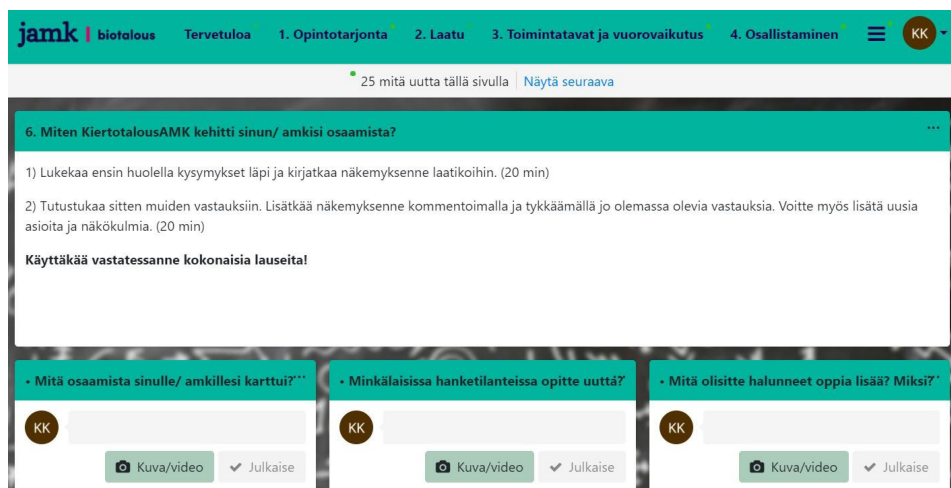 jamk | biotalous Tervetuloa 1. Opintotarjonta 2. Laatu 3. Toimintatavat ja vuorovaikutus 4. Osallistaminen KK
25 mitä uutta tällä sivulla Näytä seuraava
6. Miten KiertotalousAMK kehitti sinun/ amkisi osaamista? ...
1) Lukekaa ensin huolella kysymykset läpi ja kirjatkaa näkemyksenne laatikoihin. (20 min)
2) Tutustukaa sitten muiden vastauksiin. Lisätkää näkemyksenne kommentoimalla ja tykkäämällä jo olemassa olevia vastauksia. Voitte myös lisätä uusia
asioita ja näkökulmia. (20 min)
Käyttäkää vastatessanne kokonaisia lauseita!
• Mitä osaamista sinulle/ amkillesi karttui?
KK
Kuva/video Julkaise
• Minkälaisissa hanketilanteissa opitte uuttá?
KK
Kuva/video Julkaise
• Mitä olisitte halunneet oppia lisää? Miksi?
KK
Kuva/video Julkaise